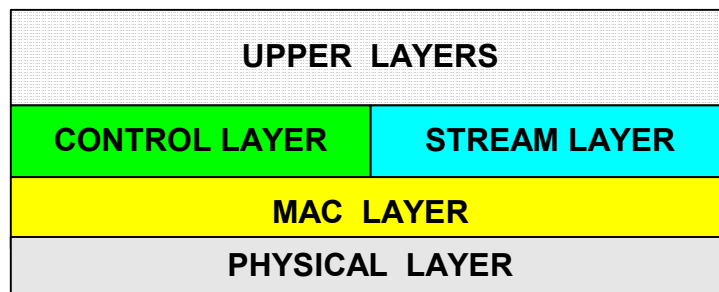 UPPER LAYERS
CONTROL LAYER
STREAM LAYER
MAC LAYER
PHYSICAL LAYER